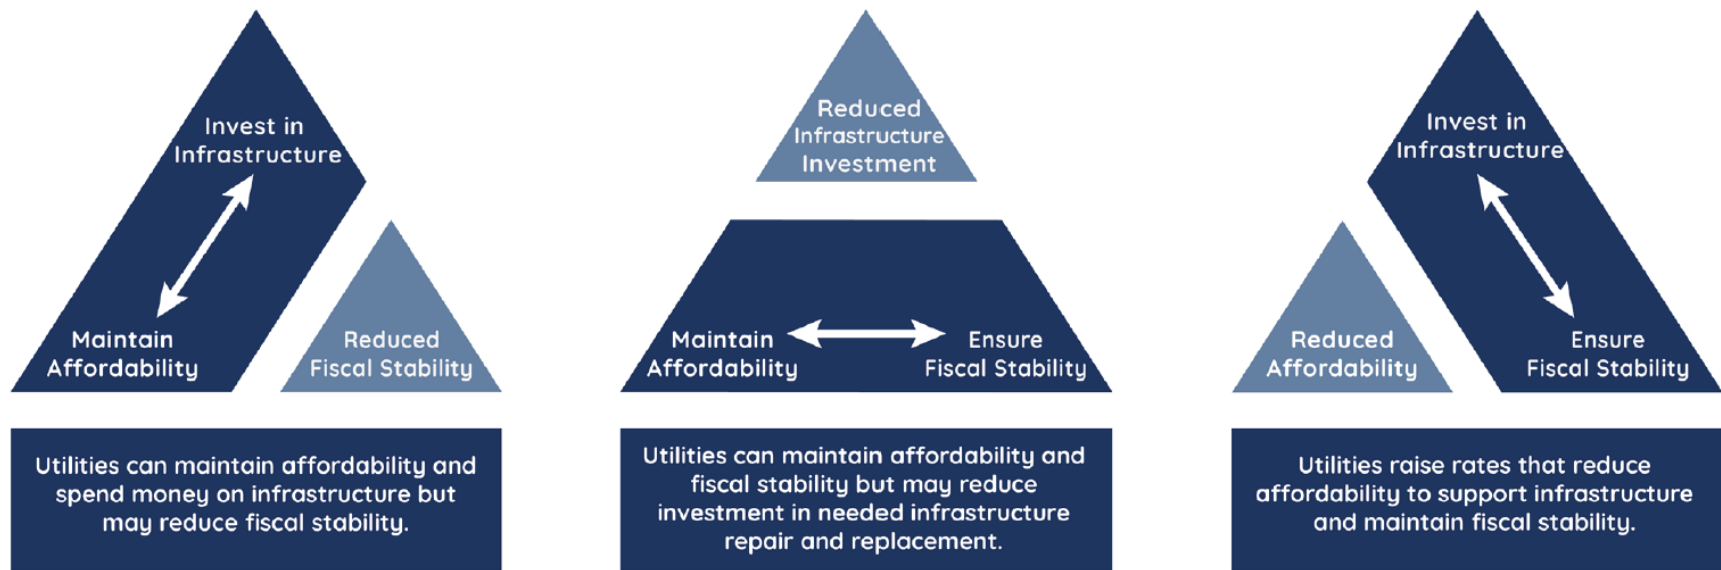 Invest in
Infrastructure
Maintain
Affordability
Reduced
Fiscal Stability
Utilities can maintain affordability and
spend money on infrastructure but
may reduce fiscal stability.
Reduced
Infrastructure
Investment
Maintain
Affordability
Ensure
Fiscal Stability
Utilities can maintain affordability and
fiscal stability but may reduce
investment in needed infrastructure
repair and replacement.
Invest in
Infrastructure
Reduced
Affordability
Ensure
Fiscal Stability
Utilities raise rates that reduce
affordability to support infrastructure
and maintain fiscal stability.